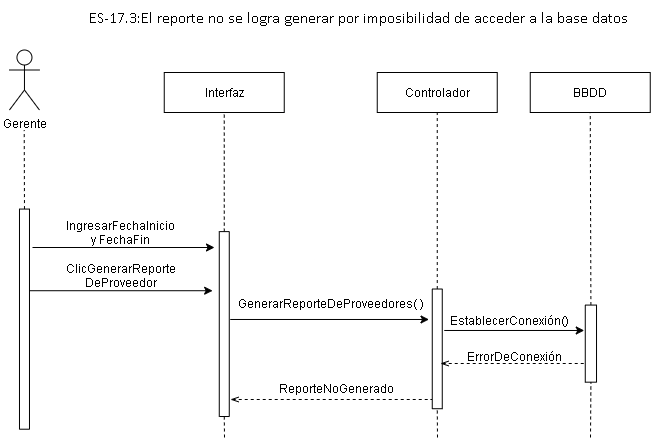 ES-17.3:El reporte no se logra generar por imposibilidad de acceder a la base datos
Interfaz
Controlador
BBDD
Gerente
IngresarFechaInicio
y FechaFin
ClicGenerarReporte
DeProveedor
GenerarReporteDeProveedores()
EstablecerConexión()
ErrorDeConexión
ReporteNoGenerado